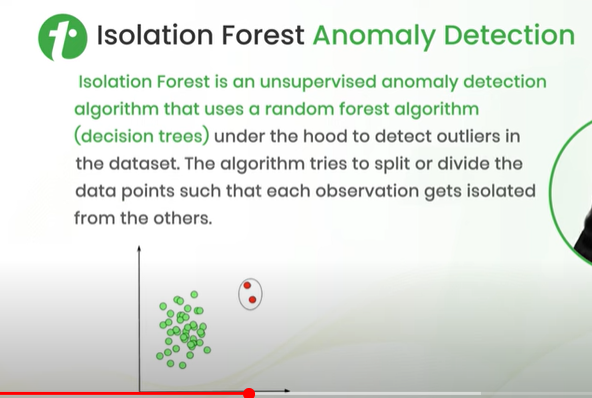 Isolation Forest Anomaly Detection
Isolation Forest is an unsupervised anomaly detection
algorithm that uses a random forest algorithm
(decision trees) under the hood to detect outliers in
the dataset. The algorithm tries to split or divide the
data points such that each observation gets isolated
from the others.